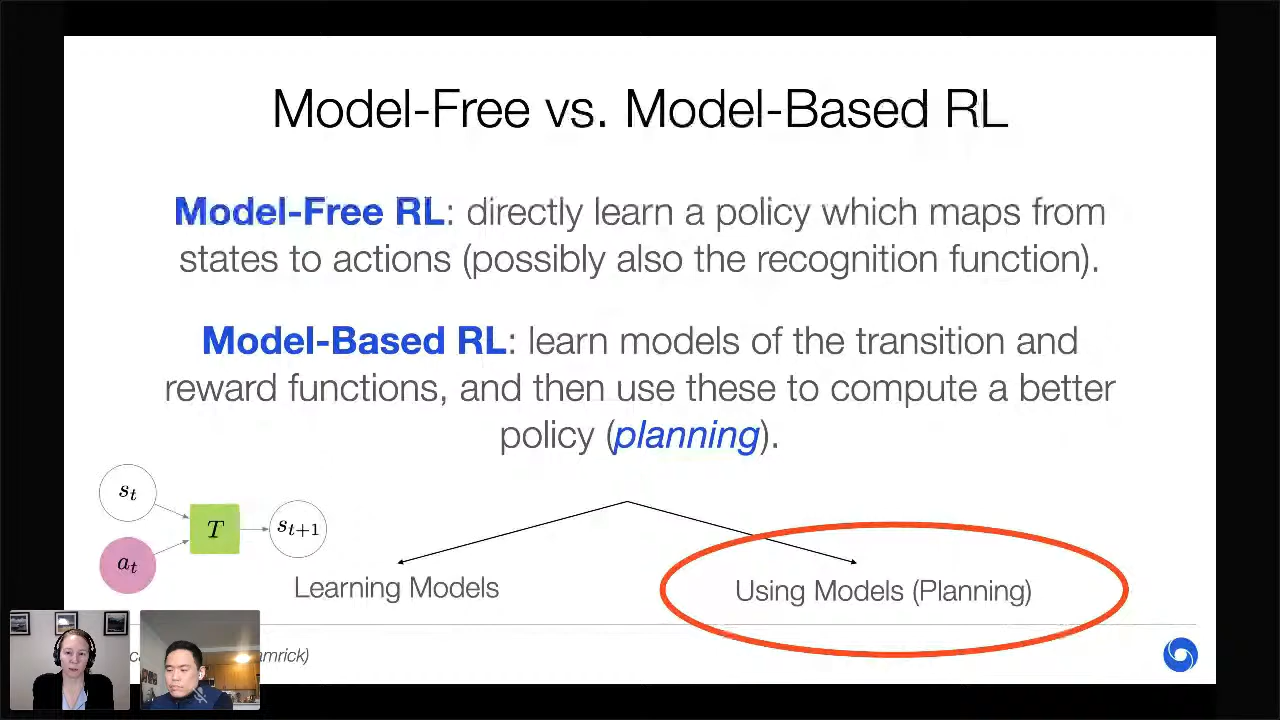 Model-Free vs. Model-Based RL
Model-Free RL: directly learn a policy which maps from
states to actions (possibly also the recognition function).
Model-Based RL: learn models of the transition and
reward functions, and then use these to compute a better
policy (planning).
s_t
T
s_{t+1}
a_t
Learning Models
Using Models (Planning)
amrick)